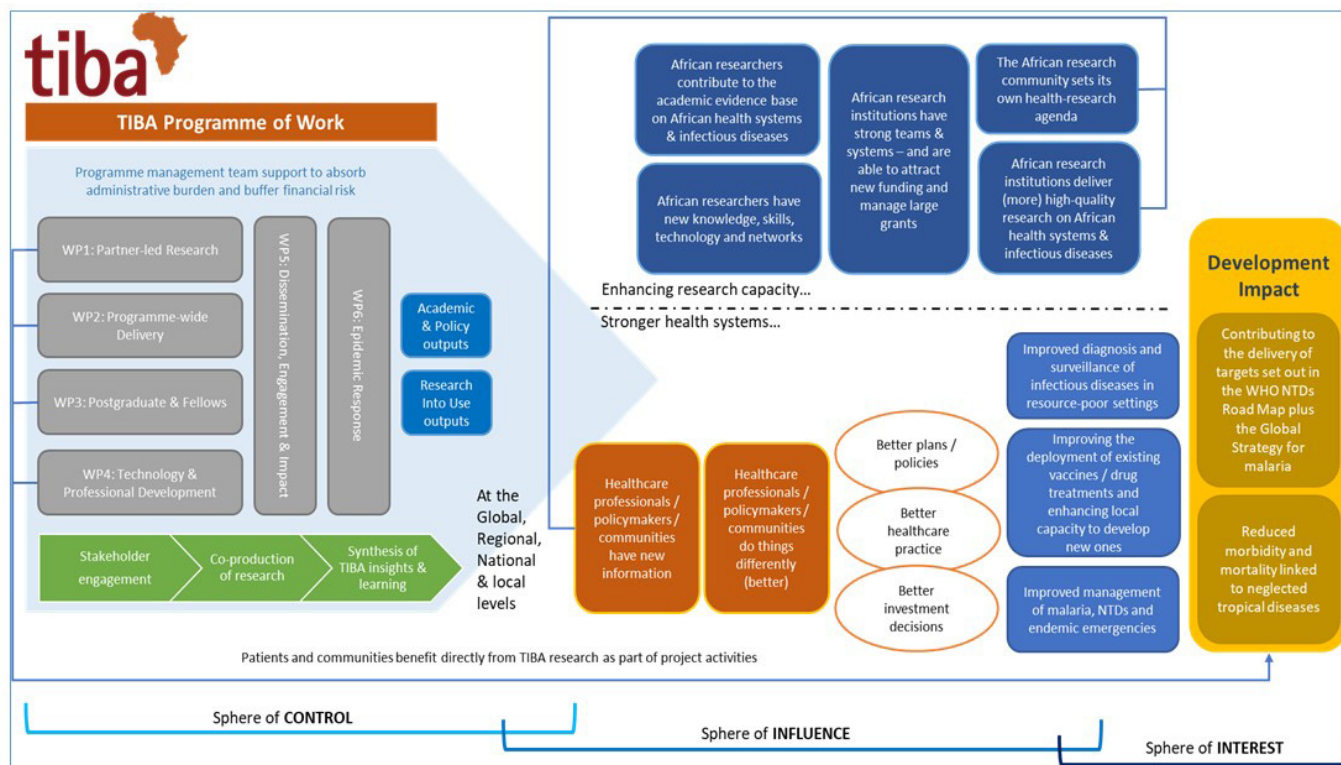 tiba
TIBA Programme of Work
Programme management team support to absorb
administrative burden and buffer financial risk
WP1: Partner-led Research
WP2: Programme-wide
Delivery
WP3: Postgraduate & Fellows
WP4: Technology &
Professional Development
WP5: Dissemination, Engagement & Impact
WP6: Epidemic Response
Academic
& Policy
outputs
Research
Into Use
outputs
Stakeholder
engagement
Co-production
of research
Synthesis of
TIBA insights &
learning
At the
Global,
Regional,
National
& local
levels
African researchers
contribute to the
academic evidence base
on African health systems
& infectious diseases
African researchers have
new knowledge, skills,
technology and networks
African research
institutions have
strong teams &
systems – and are
able to attract
new funding and
manage large
grants
The African research
community sets its
own health-research
agenda
African research
institutions deliver
(more) high-quality
research on African
health systems &
infectious diseases
Enhancing research capacity...
Stronger health systems...
Healthcare
professionals /
policymakers /
communities
have new
information
Healthcare
professionals /
policymakers /
communities
do things
differently
(better)
Better plans /
policies
Better
healthcare
practice
Better
investment
decisions
Improved diagnosis and
surveillance of
infectious diseases in
resource-poor settings
Improving the
deployment of existing
vaccines / drug
treatments and
enhancing local
capacity to develop
new ones
Improved management
of malaria, NTDs and
endemic emergencies
Development
Impact
Contributing to
the delivery of
targets set out in
the WHO NTDs
Road Map plus
the Global
Strategy for
malaria
Reduced
morbidity and
mortality linked
to neglected
tropical diseases
Patients and communities benefit directly from TIBA research as part of project activities
Sphere of CONTROL
Sphere of INFLUENCE
Sphere of INTEREST